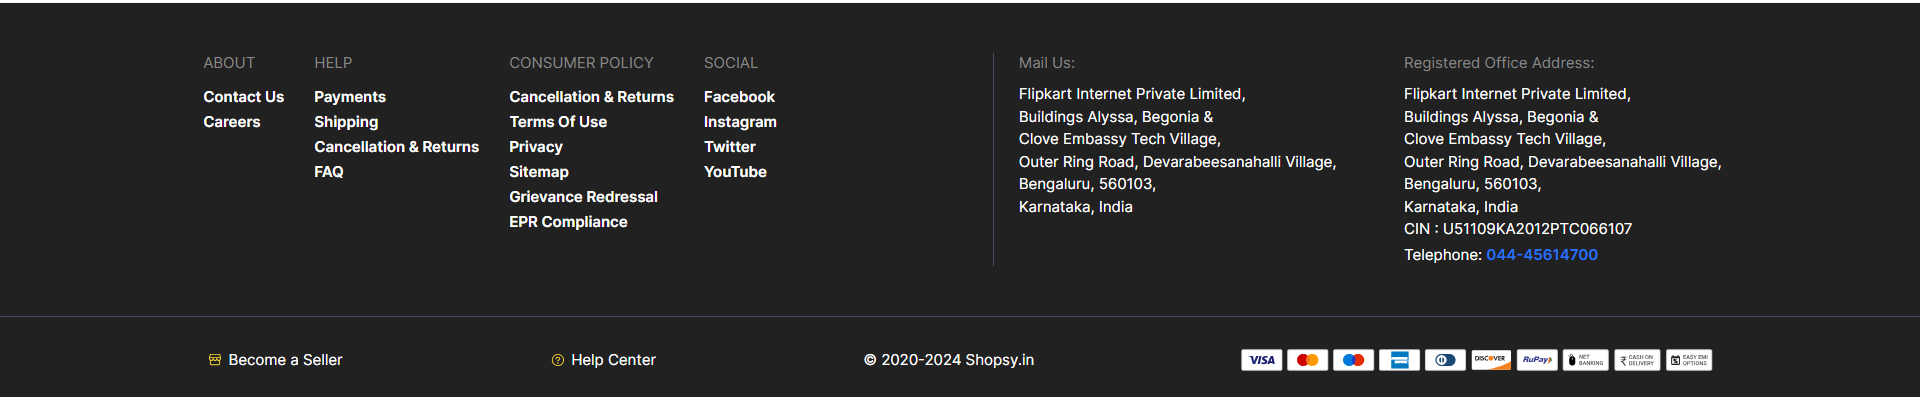 ABOUT
Contact Us
Careers
HELP
Payments
Shipping
Cancellation & Returns
FAQ
CONSUMER POLICY
Cancellation & Returns
Terms Of Use
Privacy
Sitemap
Grievance Redressal
EPR Compliance
SOCIAL
Facebook
Instagram
Twitter
YouTube
Mail Us:
Flipkart Internet Private Limited,
Buildings Alyssa, Begonia &
Clove Embassy Tech Village,
Outer Ring Road, Devarabeesanahalli Village,
Bengaluru, 560103,
Karnataka, India
Registered Office Address:
Flipkart Internet Private Limited,
Buildings Alyssa, Begonia &
Clove Embassy Tech Village,
Outer Ring Road, Devarabeesanahalli Village,
Bengaluru, 560103,
Karnataka, India
CIN : U51109KA2012PTC066107
Telephone: 044-45614700
Become a Seller
Help Center
© 2020-2024 Shopsy.in
VISA
DISCOVER
RuPay
NET
BANKING
CASH ON
DELIVERY
EASY EMI
OPTIONS